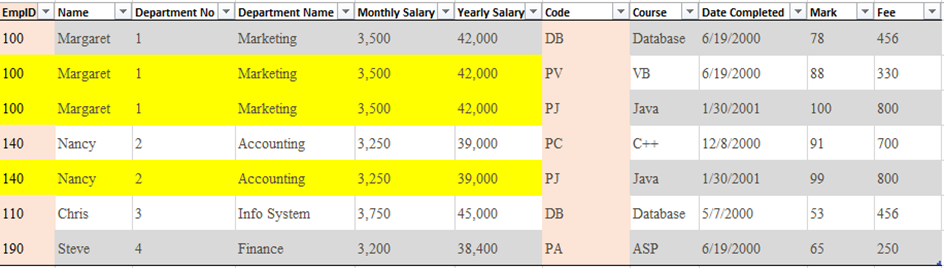 EmpID Name Department No Department Name Monthly Salary Yearly Salary Code Course Date Completed Mark Fee
100 Margaret 1 Marketing 3,500 42,000 DB Database 6/19/2000 78 456
100 Margaret 1 Marketing 3,500 42,000 PV VB 6/19/2000 88 330
100 Margaret 1 Marketing 3,500 42,000 PJ Java 1/30/2001 100 800
140 Nancy 2 Accounting 3,250 39,000 PC C++ 12/8/2000 91 700
140 Nancy 2 Accounting 3,250 39,000 PJ Java 1/30/2001 99 800
110 Chris 3 Info System 3,750 45,000 DB Database 5/7/2000 53 456
190 Steve 4 Finance 3,200 38,400 PA ASP 6/19/2000 65 250